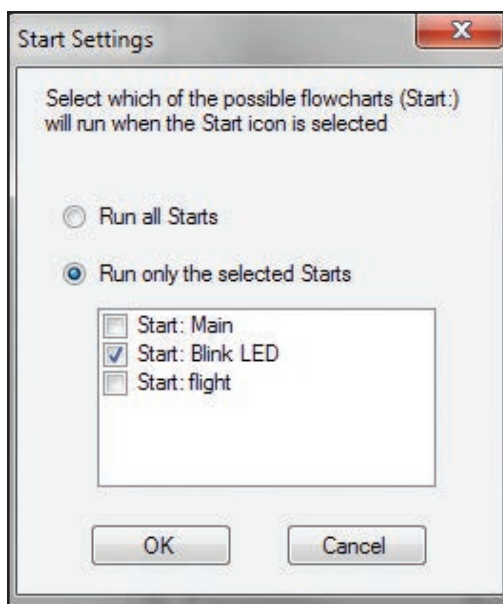 Start Settings
X
Select which of the possible flowcharts (Start:)
will run when the Start icon is selected
Run all Starts
Run only the selected Starts
Start: Main
Start: Blink LED
Start: flight
OK
Cancel